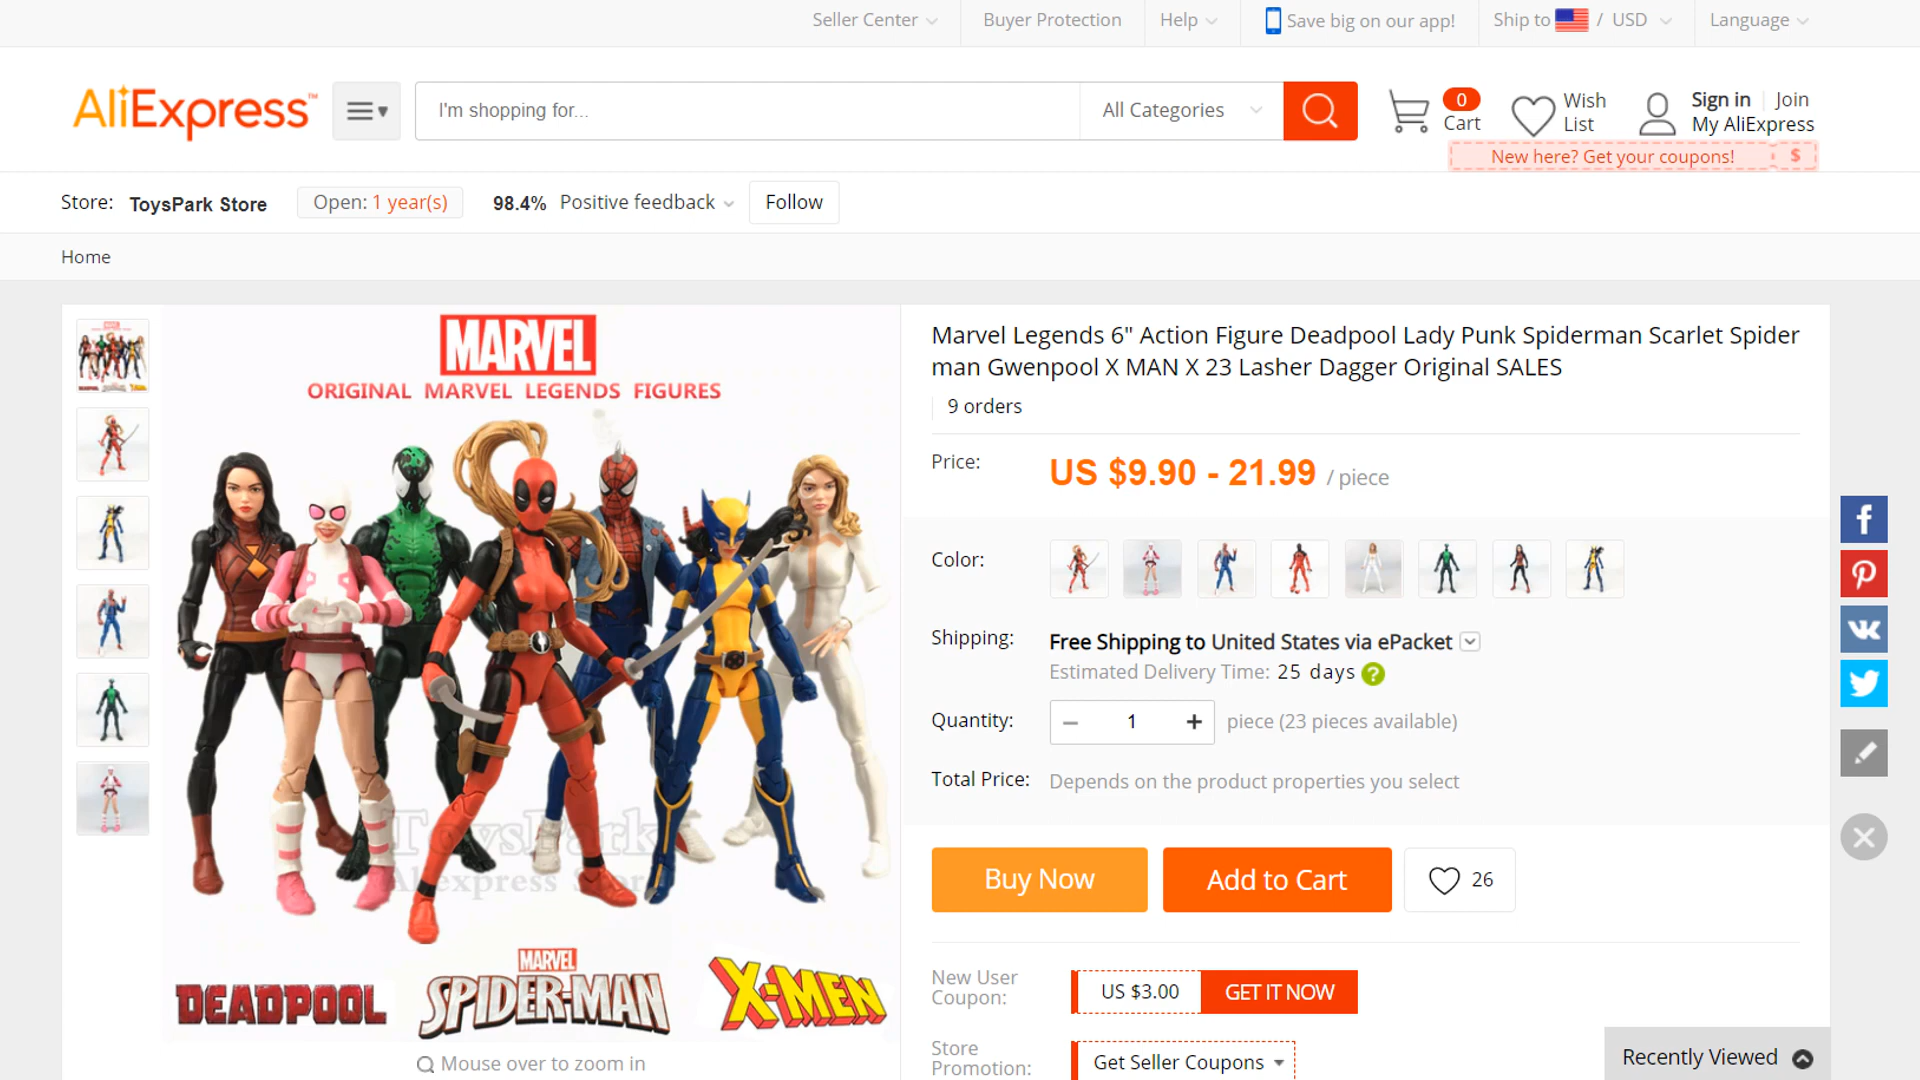 Seller Center
Buyer Protection
Help
Save big on our app!
Ship to / USD
Language
AliExpress™
I'm shopping for...
All Categories
0
Cart
Wish
List
Sign in
Join
My AliExpress
New here? Get your coupons!
$
Store:
ToysPark Store
Open: 1 year(s)
98.4% Positive feedback
Follow
Home
MARVEL
ORIGINAL MARVEL LEGENDS FIGURES
ToysPark
Aliexpress Store
DEADPOOL
MARVEL
SPIDER-MAN
X-MEN
Mouse over to zoom in
Marvel Legends 6" Action Figure Deadpool Lady Punk Spiderman Scarlet Spider
man Gwenpool X MAN X 23 Lasher Dagger Original SALES
9 orders
Price:
US $9.90 - 21.99 / piece
Color:
Shipping:
Free Shipping to United States via ePacket
Estimated Delivery Time: 25 days ?
Quantity:
− 1 +
piece (23 pieces available)
Total Price:
Depends on the product properties you select
Buy Now
Add to Cart
26
New User
Coupon:
US $3.00
GET IT NOW
Store
Promotion:
Get Seller Coupons
Recently Viewed